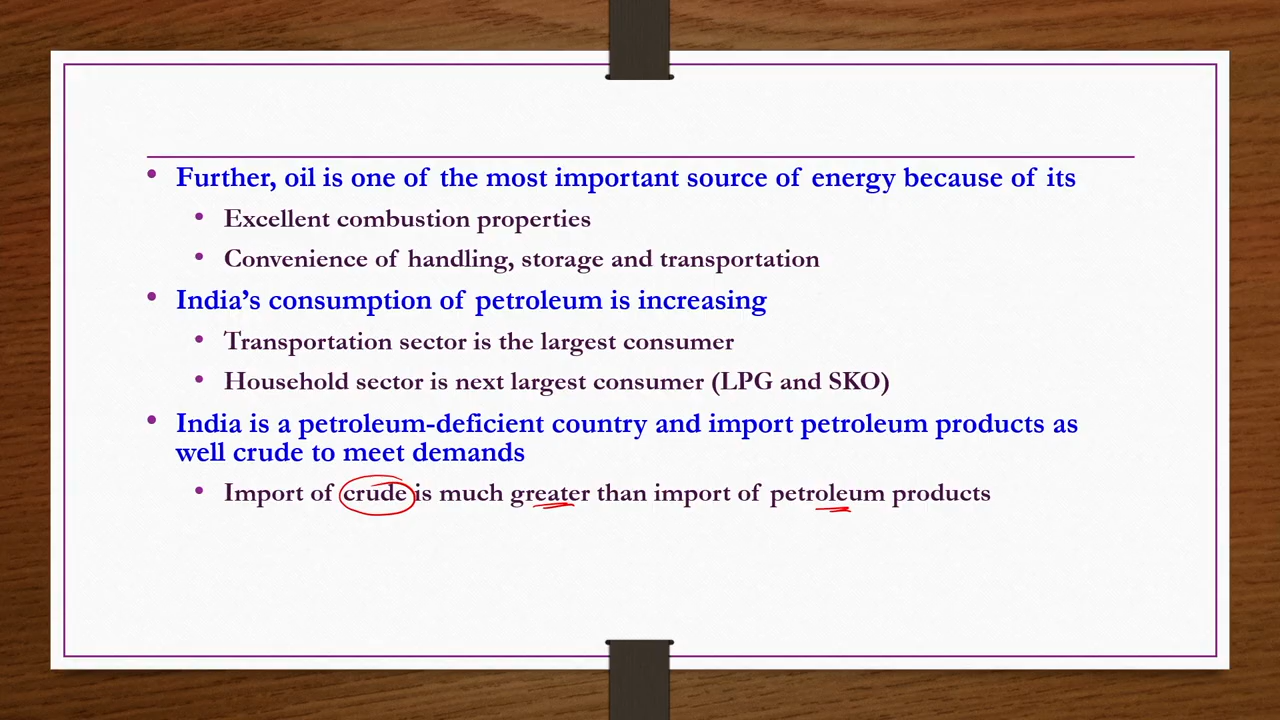 • Further, oil is one of the most important source of energy because of its
• Excellent combustion properties
• Convenience of handling, storage and transportation
• India's consumption of petroleum is increasing
• Transportation sector is the largest consumer
• Household sector is next largest consumer (LPG and SKO)
• India is a petroleum-deficient country and import petroleum products as
well crude to meet demands
• Import of crude is much greater than import of petroleum products